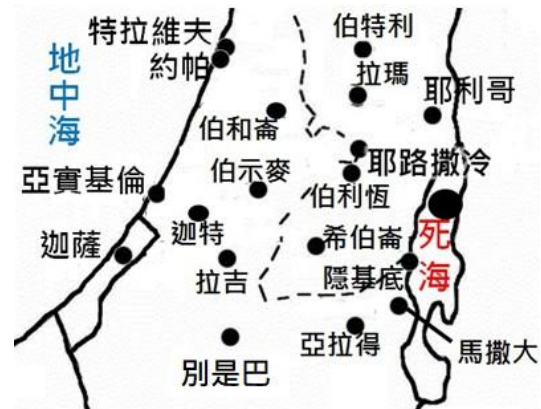 特拉維夫
約帕
伯特利
拉瑪
耶利哥
地中海
伯和崙
耶路撒冷
伯示麥
伯利恆
亞實基倫
迦特
希伯崙
死海
迦薩
拉吉
隱基底
亞拉得
馬撒大
別是巴